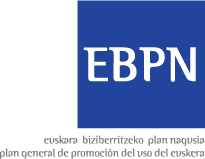 EBPN
euskara biziberritzeko plan nagusia
plan general de promoción del uso del euskera